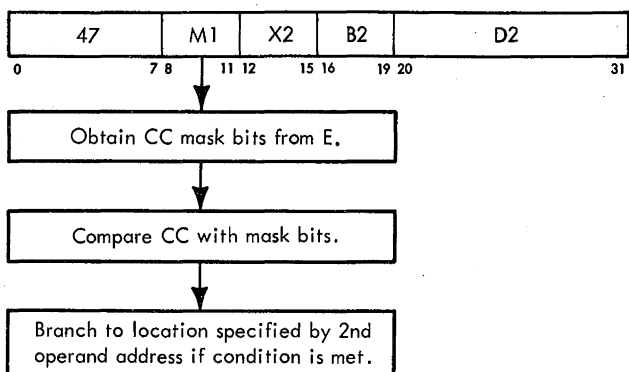 47 M1 X2 B2 D2
0 7 8 11 12 15 16 19 20 31
Obtain CC mask bits from E.
Compare CC with mask bits.
Branch to location specified by 2nd
operand address if condition is met.